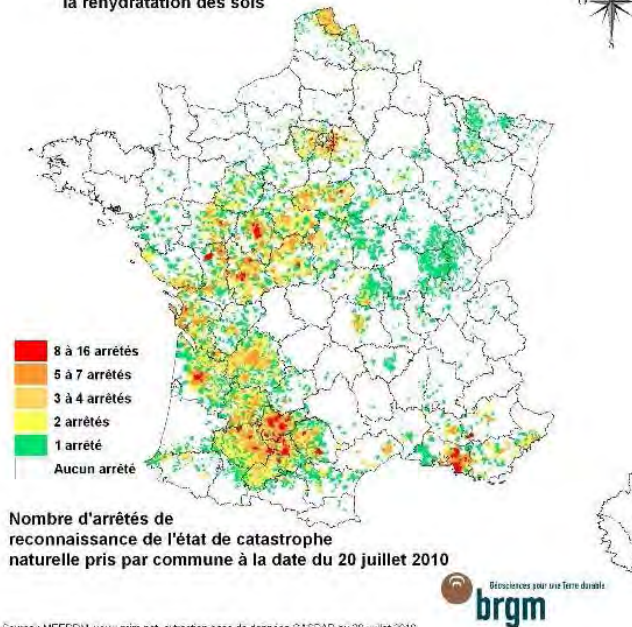 la réhydratation des sols
S
8 à 16 arrêtés
5 à 7 arrêtés
3 à 4 arrêtés
2 arrêtés
1 arrêté
Aucun arrêté
Nombre d'arrêtés de
reconnaissance de l'état de catastrophe
naturelle pris par commune à la date du 20 juillet 2010
Géosciences pour une Terre durable
brgm